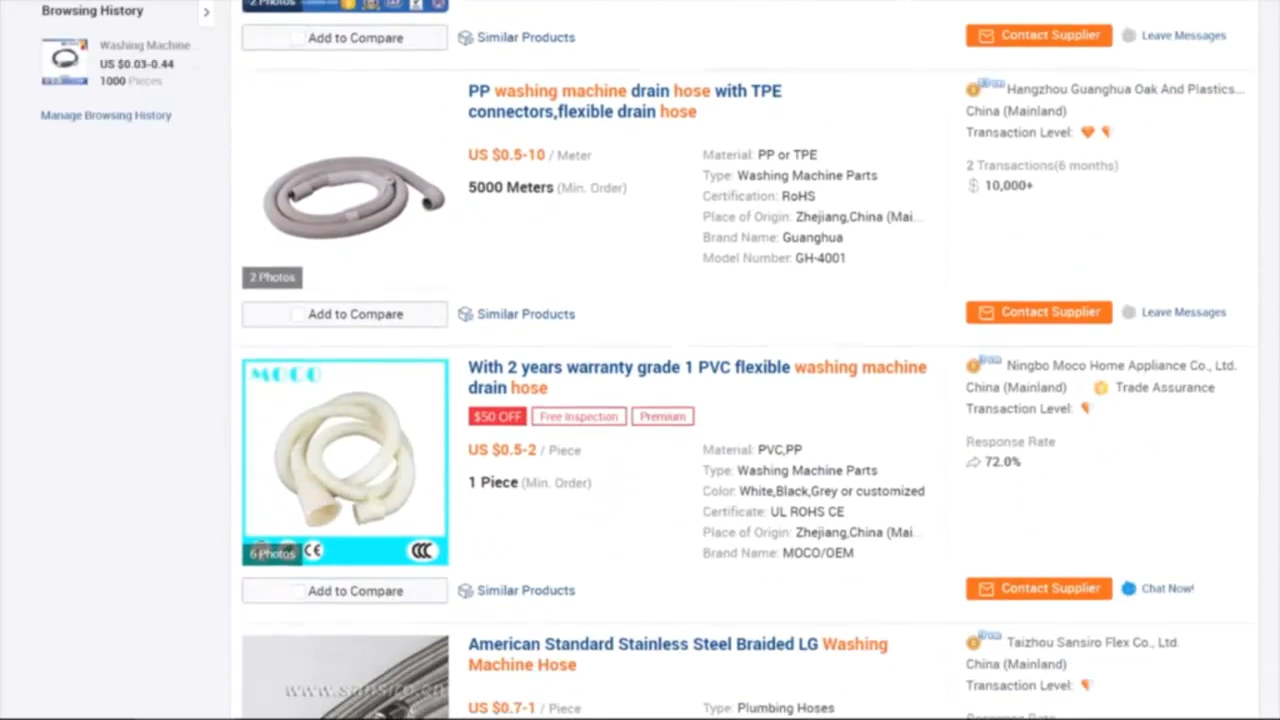 Browsing History
Washing Machine
US $0.03-0.44
1000 Pieces
Manage Browsing History
2 Photos
Add to Compare
Similar Products
Contact Supplier
Leave Messages
PP washing machine drain hose with TPE
connectors,flexible drain hose
US $0.5-10 / Meter
5000 Meters (Min. Order)
Material: PP or TPE
Type: Washing Machine Parts
Certification: RoHS
Place of Origin: Zhejiang,China (Mai...
Brand Name: Guanghua
Model Number: GH-4001
Hangzhou Guanghua Oak And Plastics...
China (Mainland)
Transaction Level:
2 Transactions(6 months)
$ 10,000+
2 Photos
Add to Compare
Similar Products
Contact Supplier
Leave Messages
MOCO
CE
6 Photos
With 2 years warranty grade 1 PVC flexible washing machine
drain hose
$50 OFF Free Inspection Premium
US $0.5-2 / Piece
1 Piece (Min. Order)
Material: PVC,PP
Type: Washing Machine Parts
Color: White,Black,Grey or customized
Certificate: UL ROHS CE
Place of Origin: Zhejiang,China (Mai...
Brand Name: MOCO/OEM
Ningbo Moco Home Appliance Co., Ltd.
China (Mainland) Trade Assurance
Transaction Level:
Response Rate
72.0%
Add to Compare
Similar Products
Contact Supplier
Chat Now!
American Standard Stainless Steel Braided LG Washing
Machine Hose
US $0.7-1 / Piece
Type: Plumbing Hoses
Taizhou Sansiro Flex Co., Ltd.
China (Mainland)
Transaction Level: